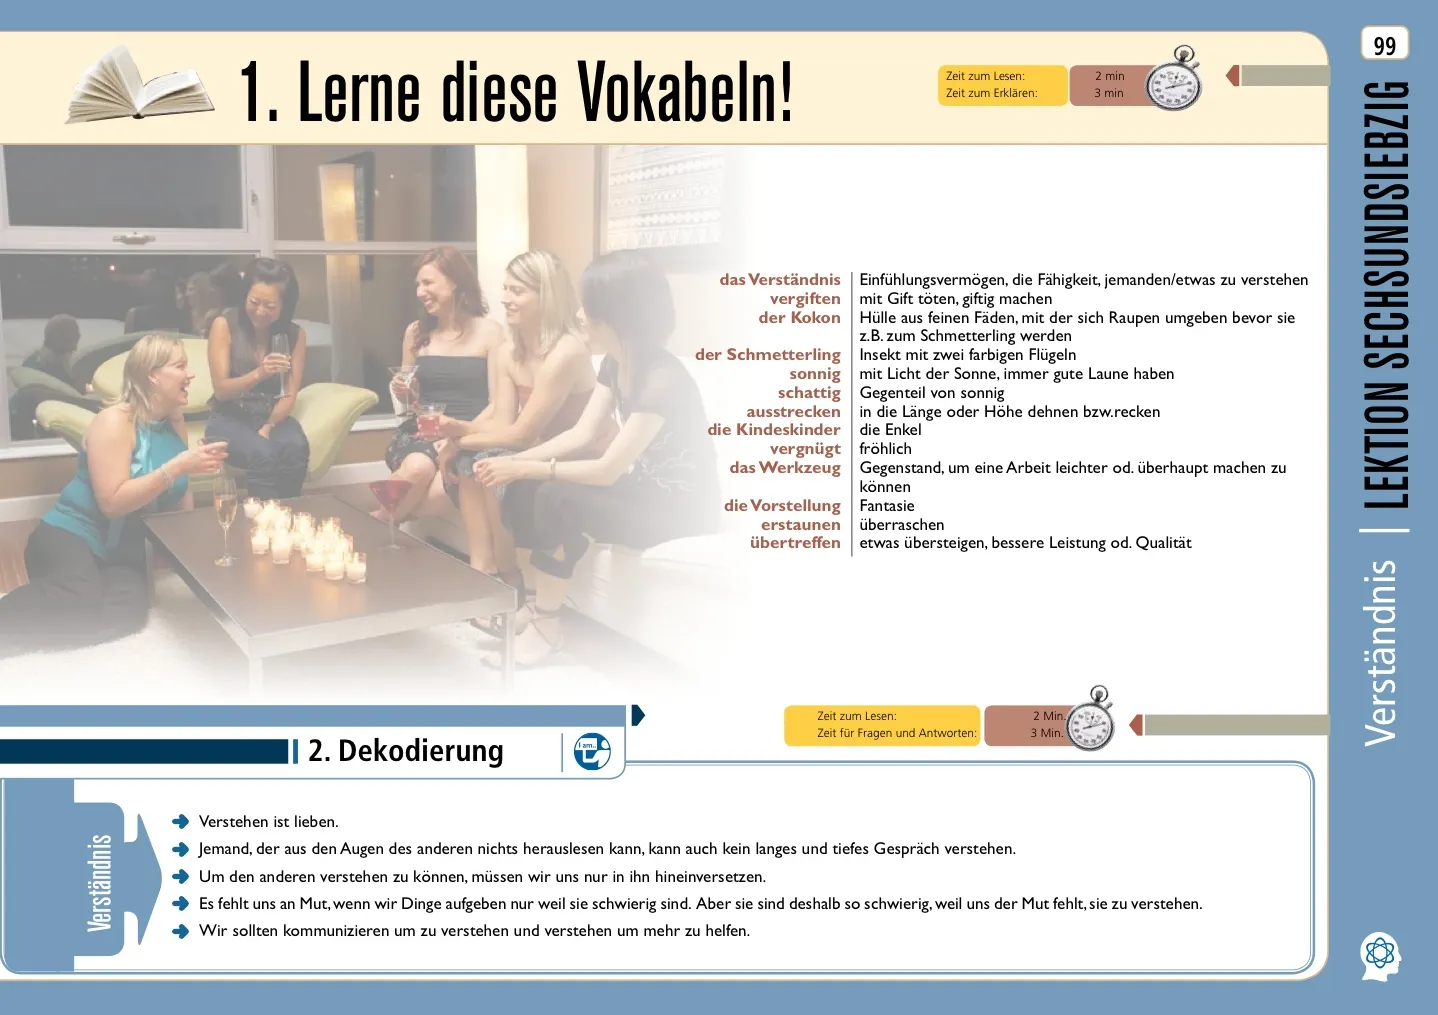 99
1. Lerne diese Vokabeln!
Zeit zum Lesen: 2 min
Zeit zum Erklären: 3 min
das Verständnis Einfühlungsvermögen, die Fähigkeit, jemanden/etwas zu verstehen
vergiften mit Gift töten, giftig machen
der Kokon Hülle aus feinen Fäden, mit der sich Raupen umgeben bevor sie
z.B. zum Schmetterling werden
der Schmetterling Insekt mit zwei farbigen Flügeln
sonnig mit Licht der Sonne, immer gute Laune haben
schattig Gegenteil von sonnig
ausstrecken in die Länge oder Höhe dehnen bzw.recken
die Kindeskinder die Enkel
vergnügt fröhlich
das Werkzeug Gegenstand, um eine Arbeit leichter od. überhaupt machen zu
können
die Vorstellung Fantasie
erstaunen überraschen
übertreffen etwas übersteigen, bessere Leistung od. Qualität
Verständnis | LEKTION SECHSUNDSIEBZIG
Zeit zum Lesen: 2 Min.
Zeit für Fragen und Antworten: 3 Min.
2. Dekodierung
I am...
Verständnis
Verstehen ist lieben.
Jemand, der aus den Augen des anderen nichts herauslesen kann, kann auch kein langes und tiefes Gespräch verstehen.
Um den anderen verstehen zu können, müssen wir uns nur in ihn hineinversetzen.
Es fehlt uns an Mut, wenn wir Dinge aufgeben nur weil sie schwierig sind. Aber sie sind deshalb so schwierig, weil uns der Mut fehlt, sie zu verstehen.
Wir sollten kommunizieren um zu verstehen und verstehen um mehr zu helfen.